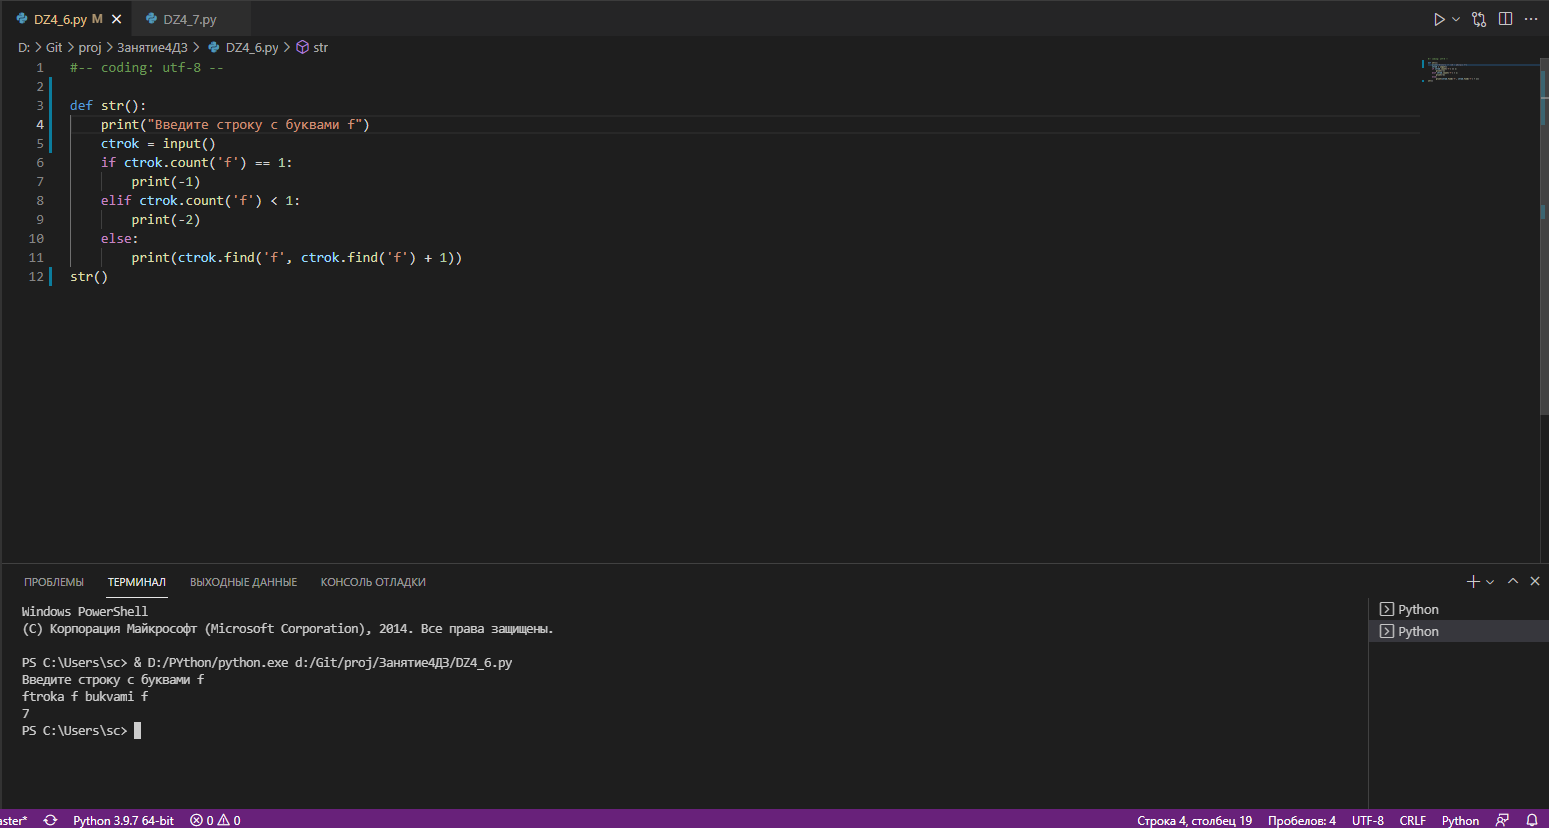 DZ4_6.py M DZ4_7.py
D: > Git > proj > Занятие4ДЗ > DZ4_6.py > str
1 #-- coding: utf-8 --
2
3 def str():
4 print("Введите строку с буквами f")
5 ctrok = input()
6 if ctrok.count('f') == 1:
7 print(-1)
8 elif ctrok.count('f') < 1:
9 print(-2)
10 else:
11 print(ctrok.find('f', ctrok.find('f') + 1))
12 str()
ПРОБЛЕМЫ ТЕРМИНАЛ ВЫХОДНЫЕ ДАННЫЕ КОНСОЛЬ ОТЛАДКИ
Windows PowerShell
(C) Корпорация Майкрософт (Microsoft Corporation), 2014. Все права защищены.
PS C:\Users\sc> & D:/PYthon/python.exe d:/Git/proj/Занятие4ДЗ/DZ4_6.py
Введите строку с буквами f
ftroka f bukvami f
7
PS C:\Users\sc>
Python
Python
aster* Python 3.9.7 64-bit 0 0 Строка 4, столбец 19 Пробелов: 4 UTF-8 CRLF Python